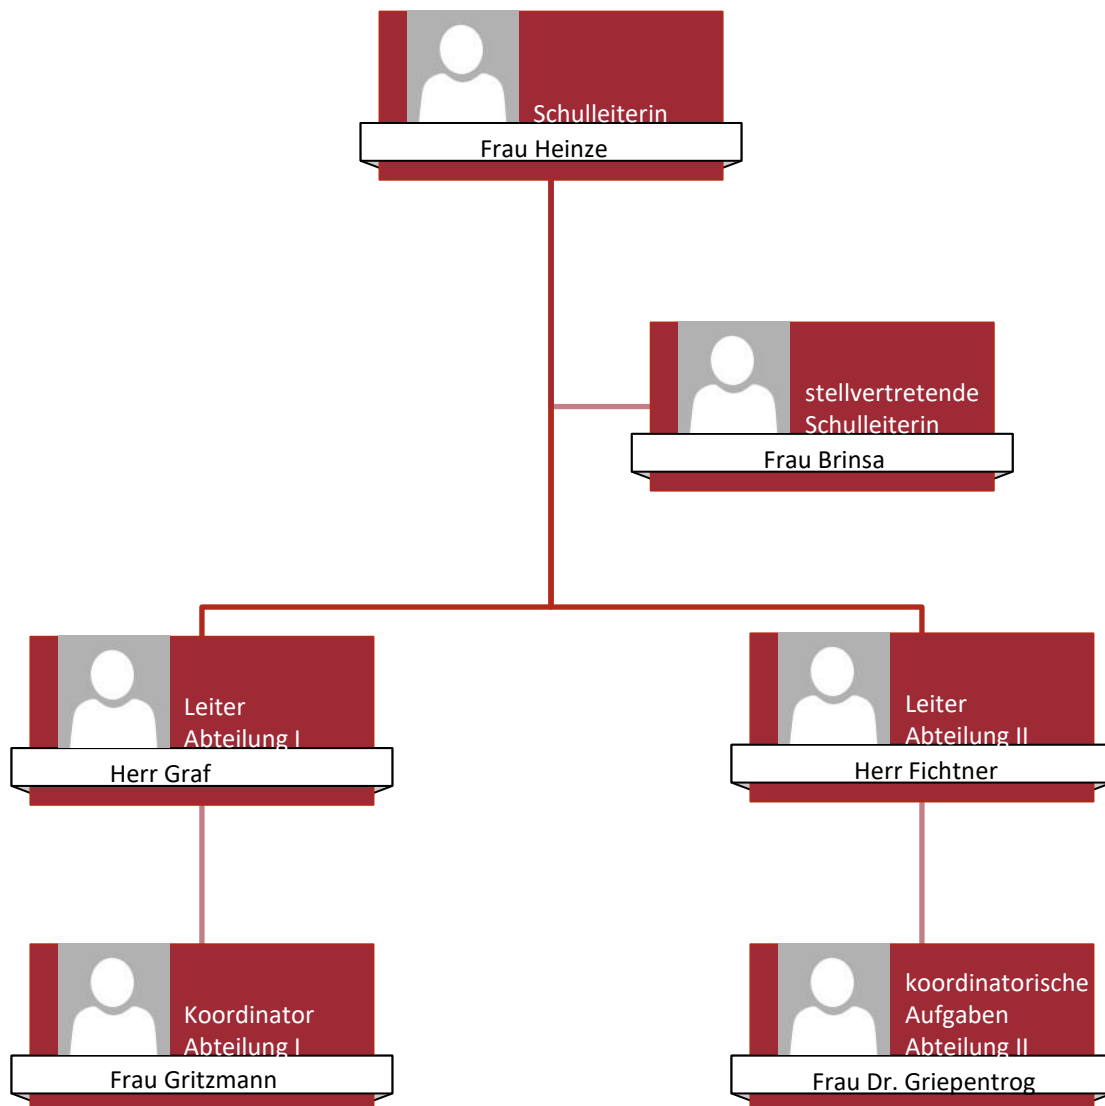 Schulleiterin
Frau Heinze
stellvertretende
Schulleiterin
Frau Brinsa
Leiter
Abteilung I
Herr Graf
Leiter
Abteilung II
Herr Fichtner
Koordinator
Abteilung I
Frau Gritzmann
koordinatorische
Aufgaben
Abteilung II
Frau Dr. Griepentrog